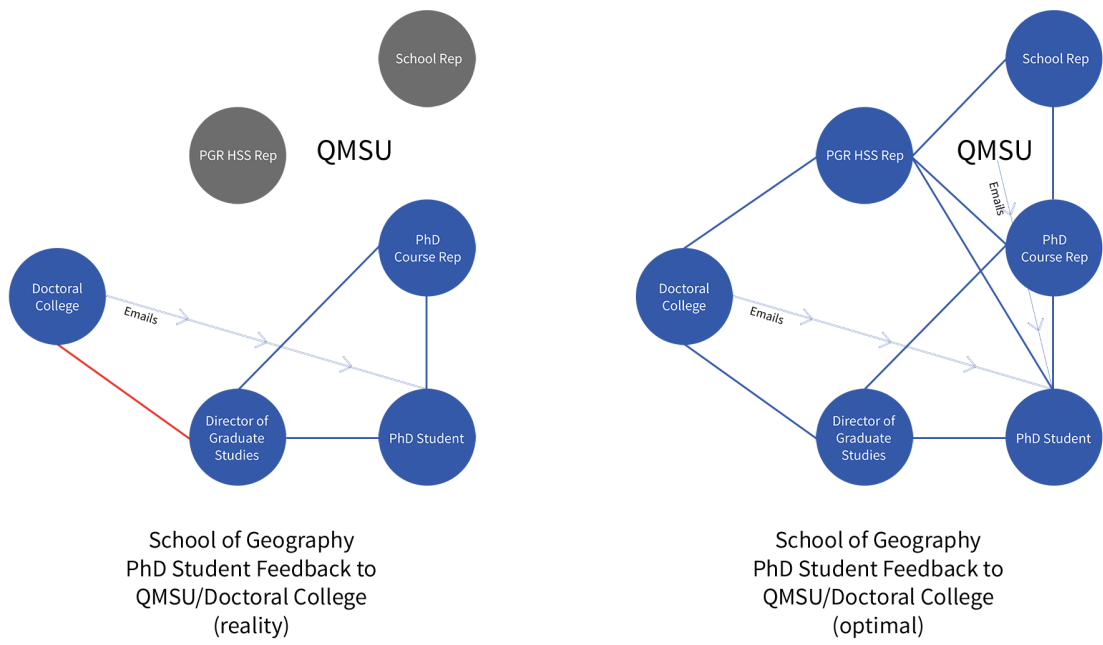 School Rep
PGR HSS Rep
QMSU
PhD
Course Rep
Doctoral
College
Emails
Director of
Graduate
Studies
PhD Student
School of Geography
PhD Student Feedback to
QMSU/Doctoral College
(reality)
School Rep
PGR HSS Rep
QMSU
Emails
PhD
Course Rep
Doctoral
College
Emails
Director of
Graduate
Studies
PhD Student
School of Geography
PhD Student Feedback to
QMSU/Doctoral College
(optimal)